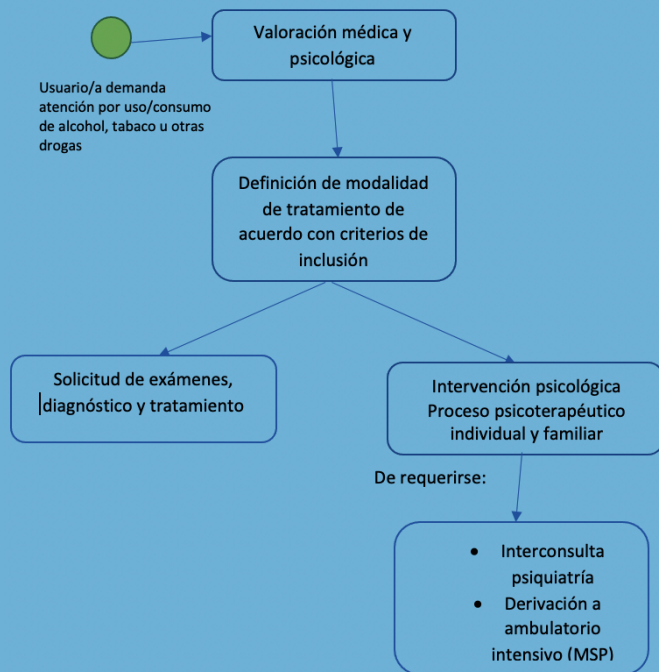 Valoración médica y
psicológica
Usuario/a demanda
atención por uso/consumo
de alcohol, tabaco u otras
drogas
Definición de modalidad
de tratamiento de
acuerdo con criterios de
inclusión
Solicitud de exámenes,
diagnóstico y tratamiento
Intervención psicológica
Proceso psicoterapéutico
individual y familiar
De requerirse:
• Interconsulta
psiquiatría
• Derivación a
ambulatorio
intensivo (MSP)